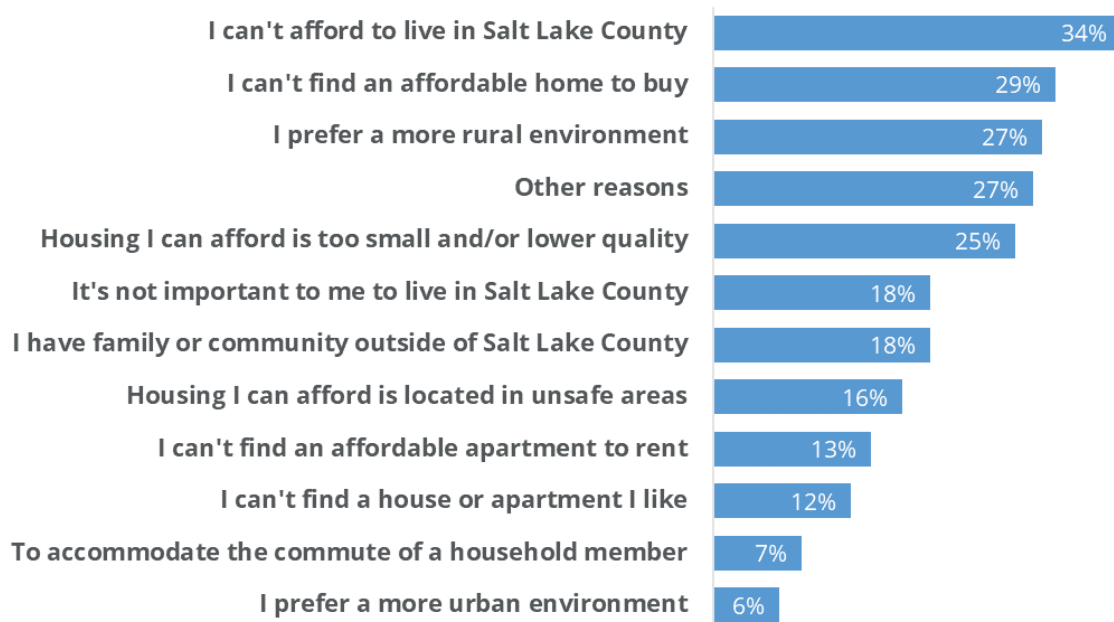 I can't afford to live in Salt Lake County 34%
I can't find an affordable home to buy 29%
I prefer a more rural environment 27%
Other reasons 27%
Housing I can afford is too small and/or lower quality 25%
It's not important to me to live in Salt Lake County 18%
I have family or community outside of Salt Lake County 18%
Housing I can afford is located in unsafe areas 16%
I can't find an affordable apartment to rent 13%
I can't find a house or apartment I like 12%
To accommodate the commute of a household member 7%
I prefer a more urban environment 6%